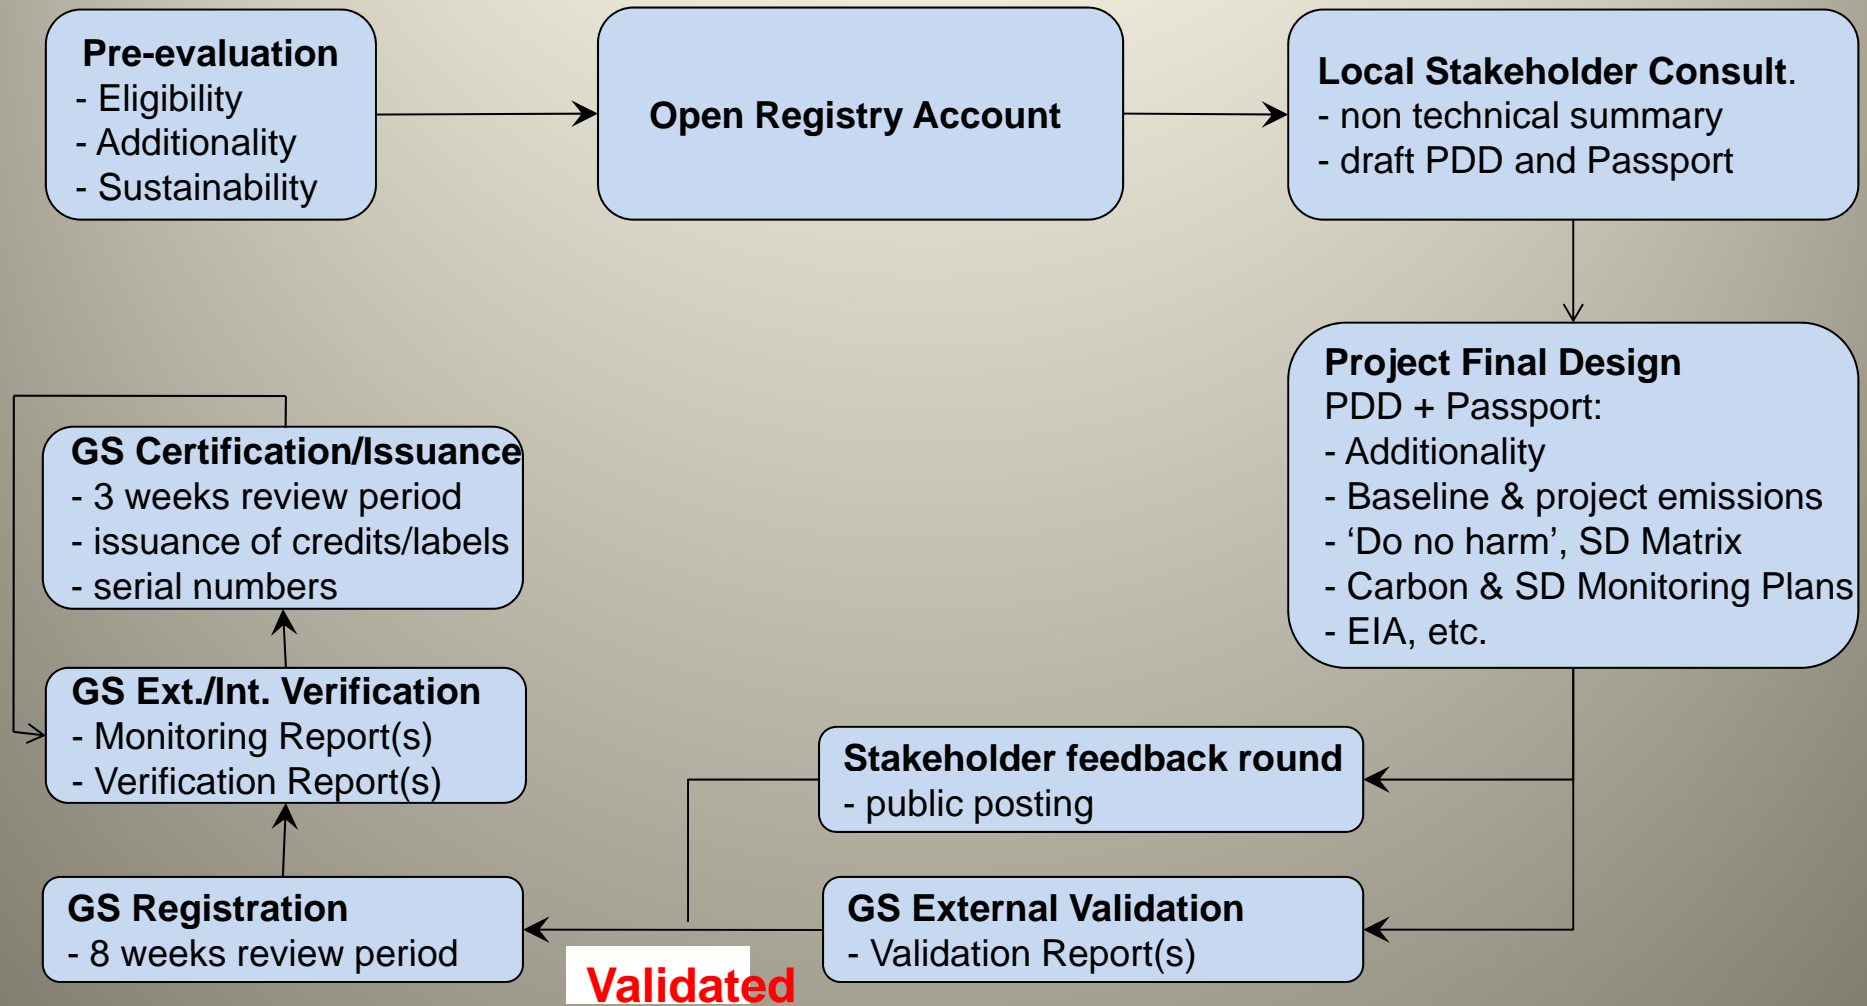 Pre-evaluation
- Eligibility
- Additionality
- Sustainability
Open Registry Account
Local Stakeholder Consult.
- non technical summary
- draft PDD and Passport
Project Final Design
PDD + Passport:
- Additionality
- Baseline & project emissions
- ‘Do no harm’, SD Matrix
- Carbon & SD Monitoring Plans
- EIA, etc.
Stakeholder feedback round
- public posting
GS External Validation
- Validation Report(s)
Validated
GS Registration
- 8 weeks review period
GS Ext./Int. Verification
- Monitoring Report(s)
- Verification Report(s)
GS Certification/Issuance
- 3 weeks review period
- issuance of credits/labels
- serial numbers